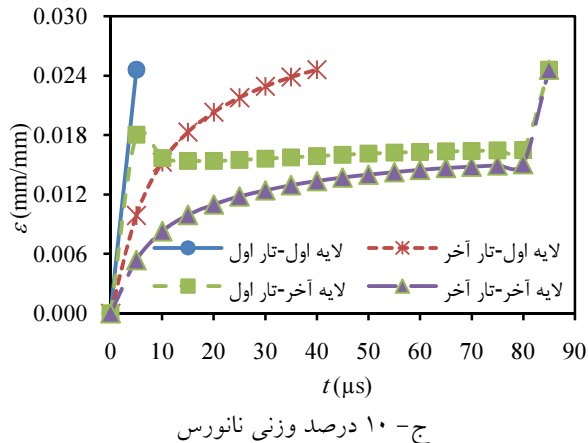 0.030
0.024
0.018
0.012
0.006
0.000
ε (mm/mm)
لایه اول-تار اول
لایه اول-تار آخر
لایه آخر-تار اول
لایه آخر-تار آخر
0 10 20 30 40 50 60 70 80 90
t (µs)
ج- ۱۰ درصد وزنی نانورس